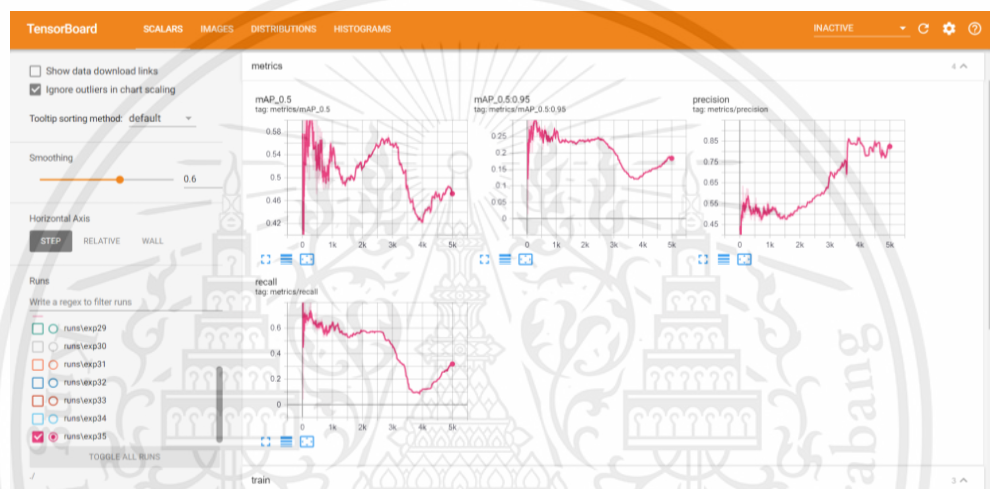 TensorBoard
SCALARS
IMAGES
DISTRIBUTIONS
HISTOGRAMS
INACTIVE
Show data download links
Ignore outliers in chart scaling
Tooltip sorting method: default
Smoothing
0.6
Horizontal Axis
STEP
RELATIVE
WALL
Runs
Write a regex to filter runs
runs\exp29
runs\exp30
runs\exp31
runs\exp32
runs\exp33
runs\exp34
runs\exp35
TOGGLE ALL RUNS
./
metrics
4
mAP_0.5
tag: metrics/mAP_0.5
0.58
0.54
0.5
0.46
0.42
0 1k 2k 3k 4k 5k
mAP_0.5:0.95
tag: metrics/mAP_0.5:0.95
0.25
0.2
0.15
0.1
0.05
0
0 1k 2k 3k 4k 5k
precision
tag: metrics/precision
0.85
0.75
0.65
0.55
0.45
0 1k 2k 3k 4k 5k
recall
tag: metrics/recall
0.6
0.4
0.2
0
0 1k 2k 3k 4k 5k
train
3